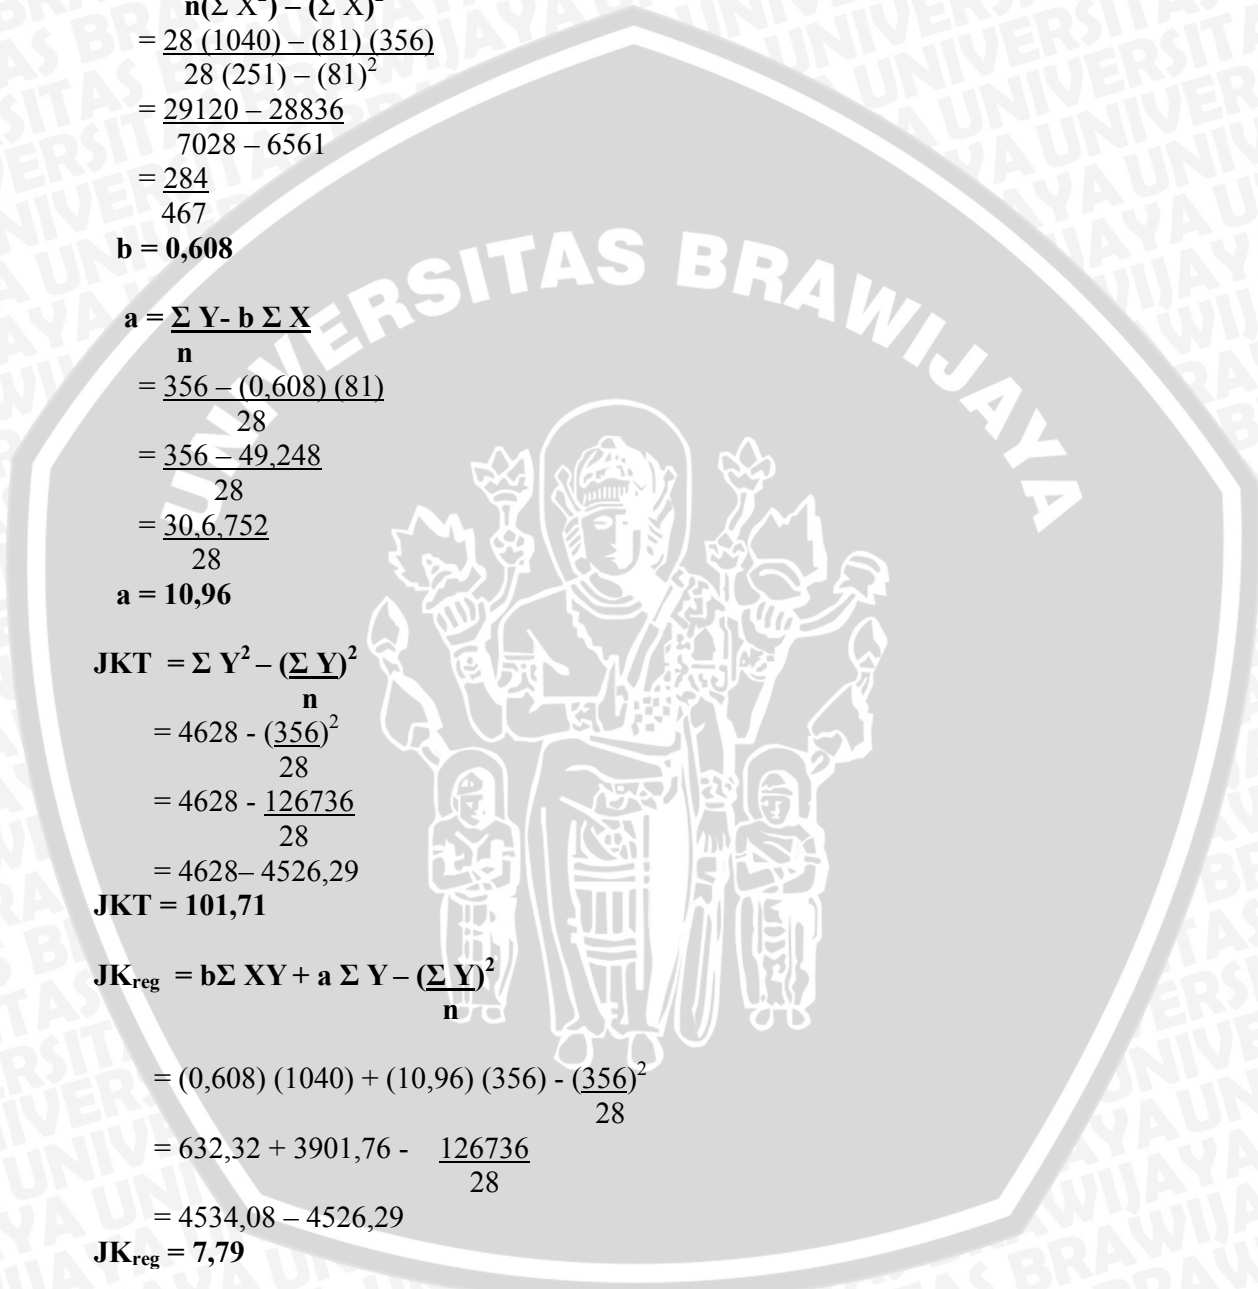 n(Σ X²) – (Σ X)²
= 28 (1040) – (81) (356)
28 (251) – (81)²
= 29120 – 28836
7028 – 6561
= 284
467
b = 0,608
a = Σ Y- b Σ X
n
= 356 – (0,608) (81)
28
= 356 – 49,248
28
= 30,6,752
28
a = 10,96
JKT = Σ Y² – (Σ Y)²
n
= 4628 - (356)²
28
= 4628 - 126736
28
= 4628– 4526,29
JKT = 101,71
JKreg = bΣ XY + a Σ Y – (Σ Y)²
n
= (0,608) (1040) + (10,96) (356) - (356)²
28
= 632,32 + 3901,76 - 126736
28
= 4534,08 – 4526,29
JKreg = 7,79
UNIVERSITAS BRAWIJAYA